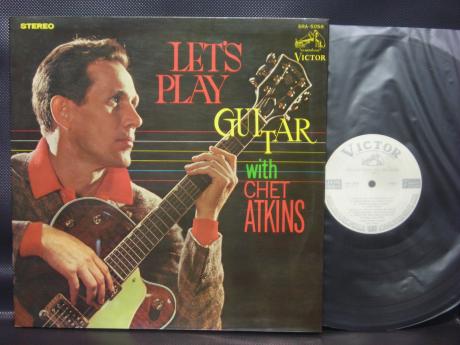 STEREO
SRA-5056
VICTOR
LET'S
PLAY
GUITAR
with
CHET
ATKINS
VICTOR